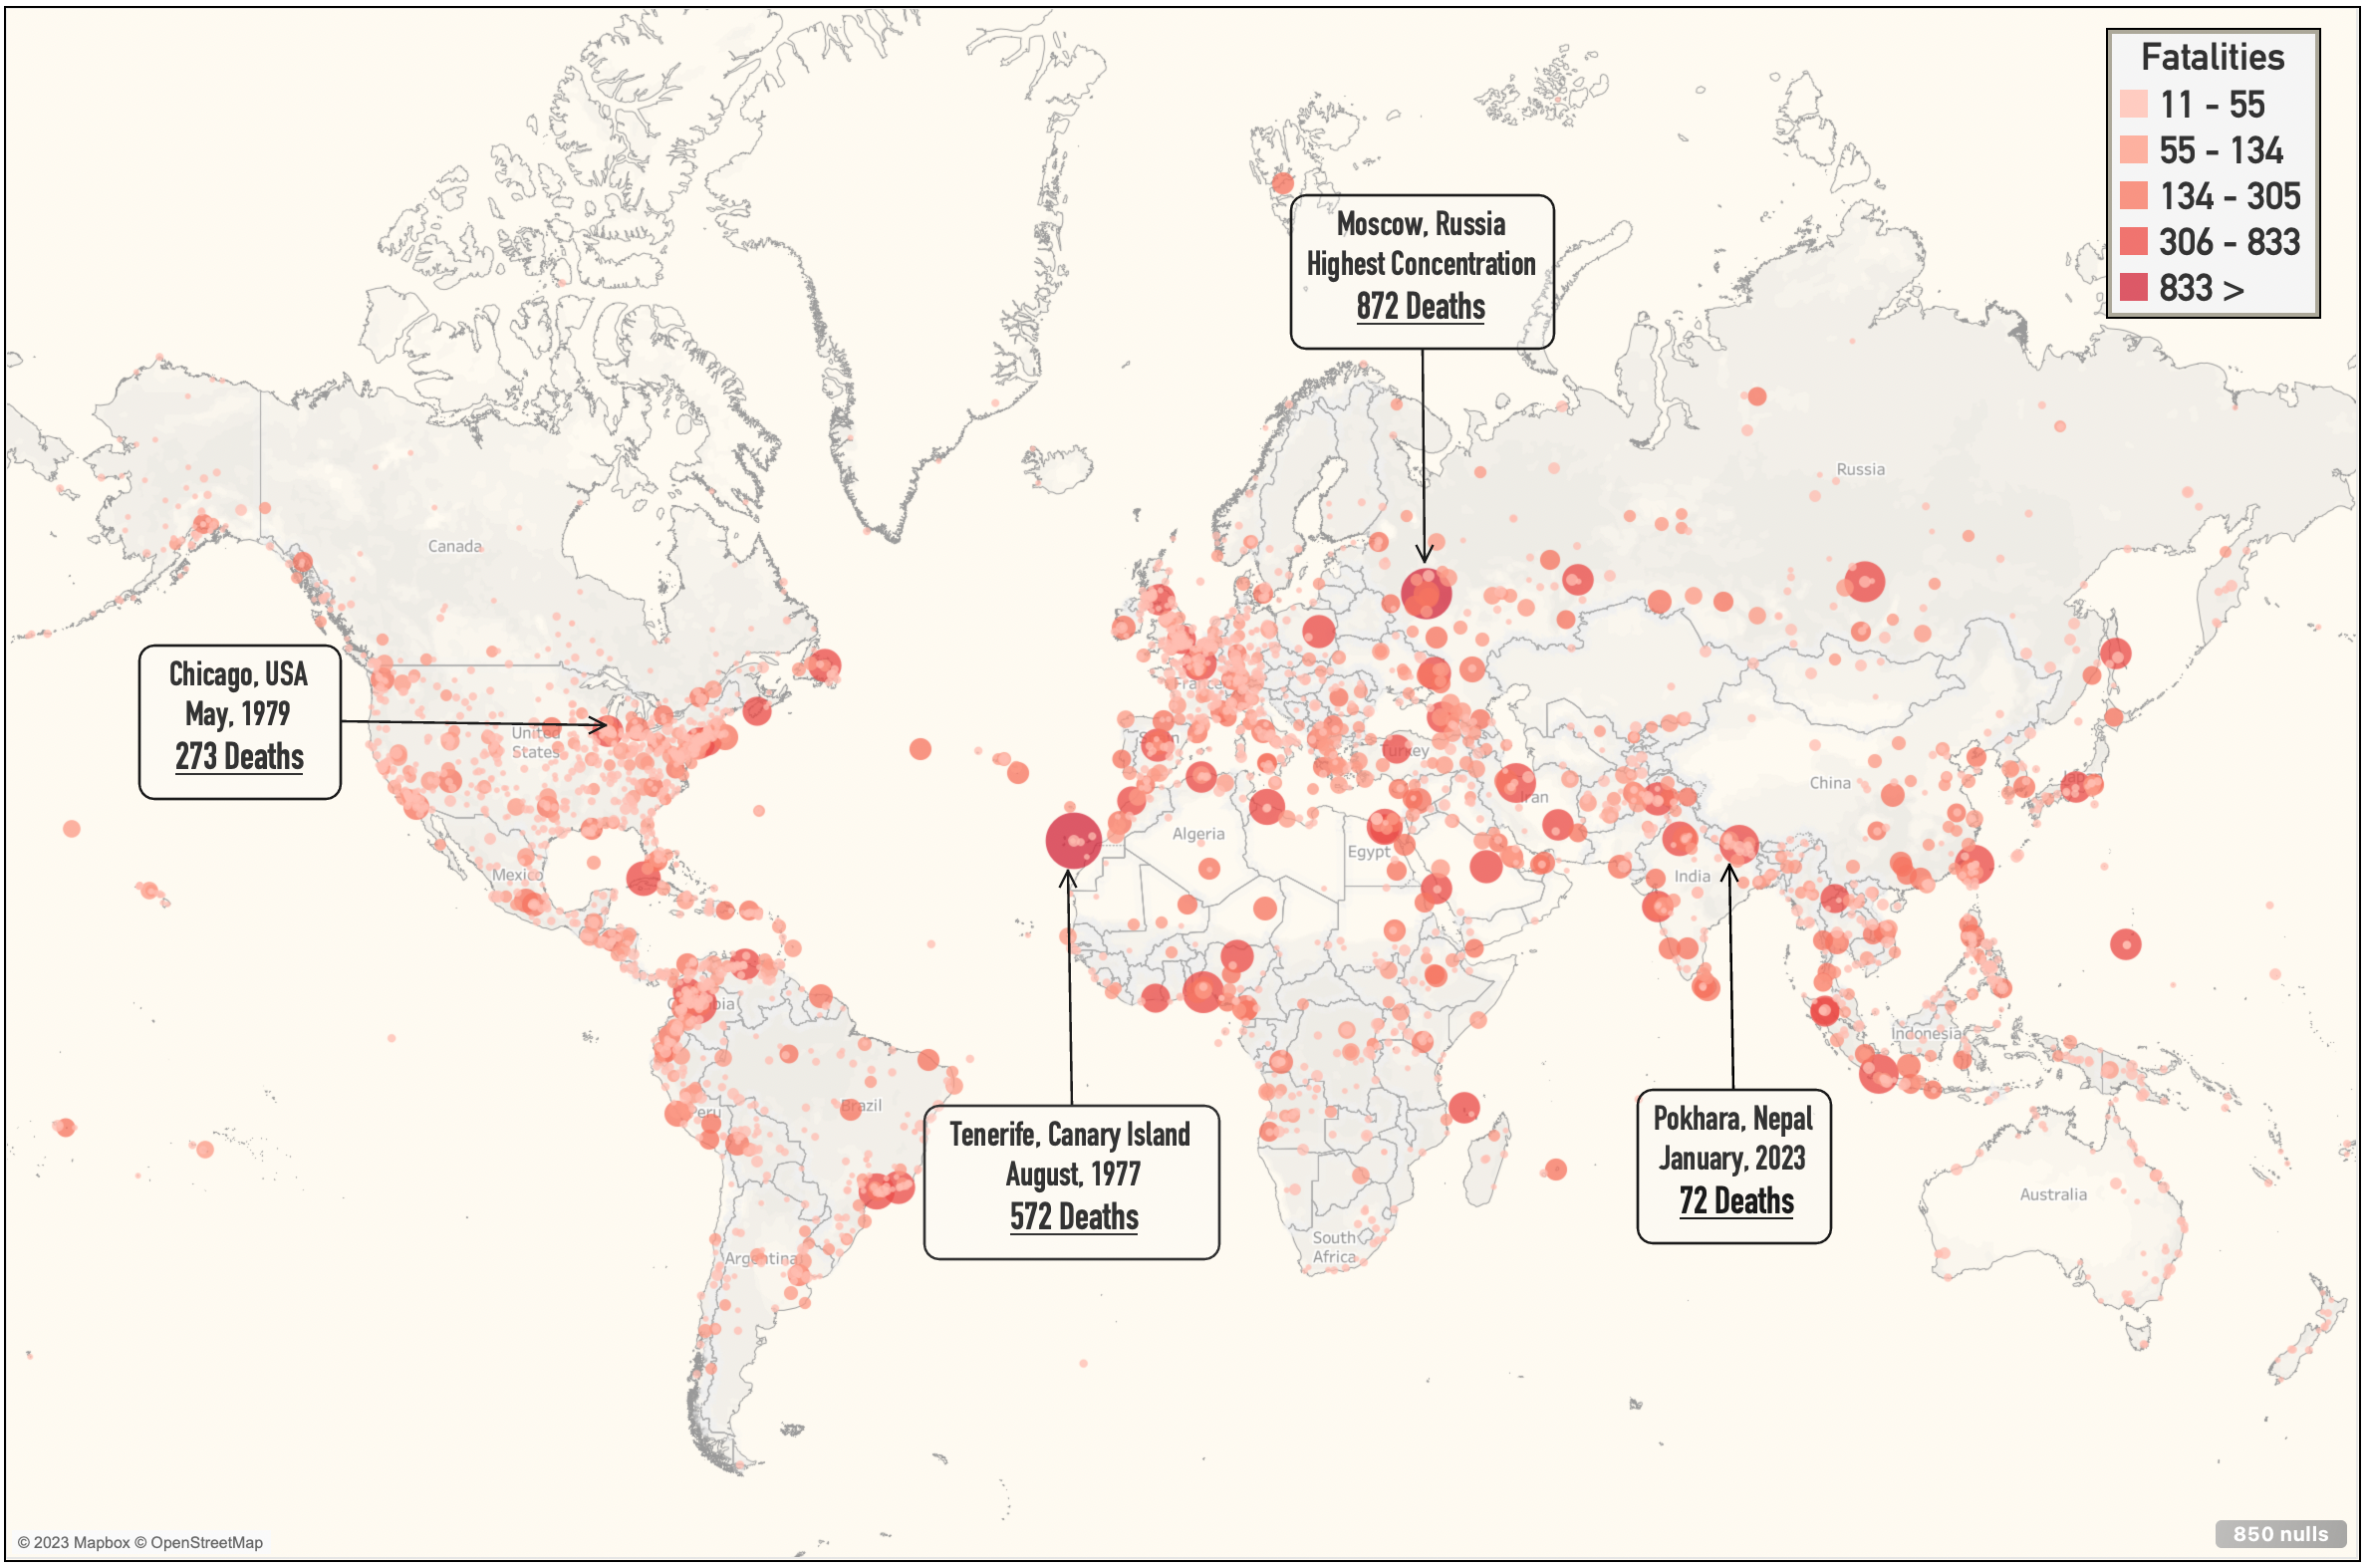 Fatalities
11 - 55
55 - 134
134 - 305
306 - 833
833 >
Moscow, Russia
Highest Concentration
872 Deaths
Russia
Canada
Chicago, USA
May, 1979
273 Deaths
United
States
France
Spain
Turkey
Iran
China
Algeria
Egypt
India
Mexico
Indonesia
Brazil
Tenerife, Canary Island
August, 1977
572 Deaths
Pokhara, Nepal
January, 2023
72 Deaths
Australia
South
Africa
Argentina
© 2023 Mapbox © OpenStreetMap
850 nulls